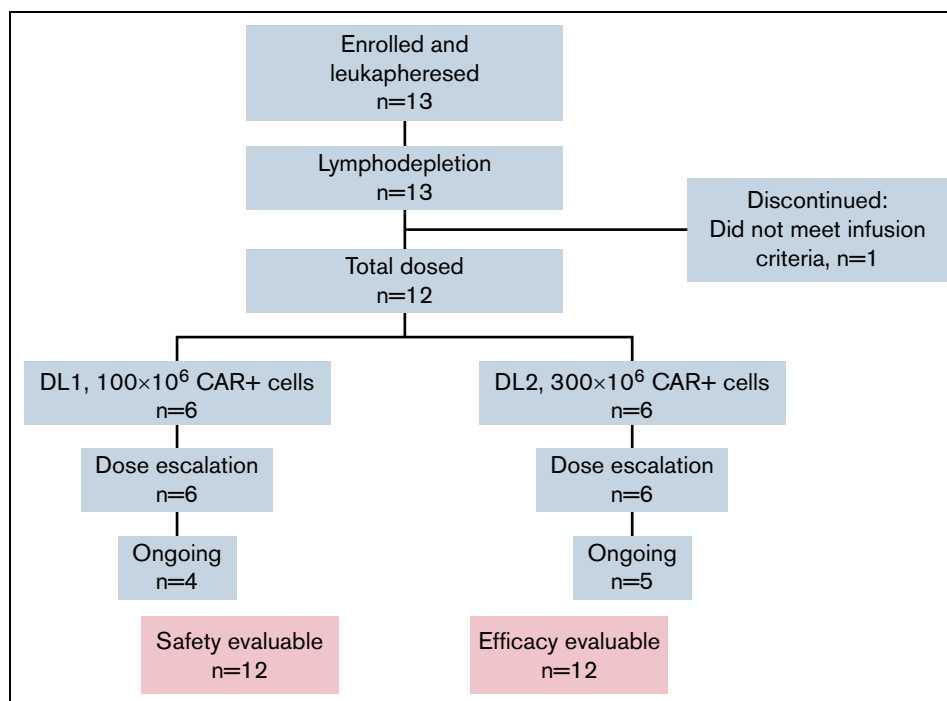 Enrolled and
leukapheresed
n=13
Lymphodepletion
n=13
Discontinued:
Did not meet infusion
criteria, n=1
Total dosed
n=12
DL1, 100×10⁶ CAR+ cells
n=6
DL2, 300×10⁶ CAR+ cells
n=6
Dose escalation
n=6
Dose escalation
n=6
Ongoing
n=4
Ongoing
n=5
Safety evaluable
n=12
Efficacy evaluable
n=12